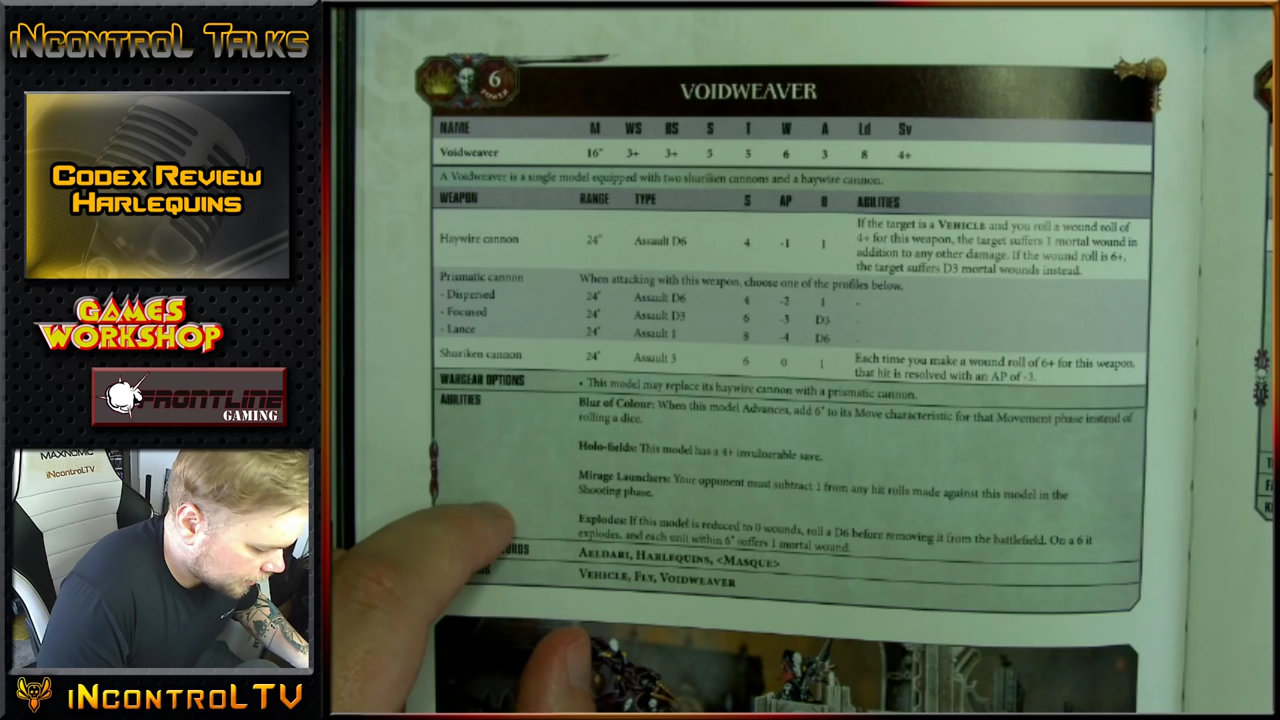 iNcontroL Talks
Codex Review
Harlequins
GAMES
WORKSHOP
FRONTLINE
GAMING
MAXNOMIC
iNcontroLTV
iNcontroLTV
6
POWER
VOIDWEAVER
NAME M WS BS S T W A Ld Sv
Voidweaver 16" 3+ 3+ 5 5 6 3 8 4+
A Voidweaver is a single model equipped with two shuriken cannons and a haywire cannon.
WEAPON RANGE TYPE S AP D ABILITIES
Haywire cannon 24" Assault D6 4 -1 1 If the target is a VEHICLE and you roll a wound roll of
4+ for this weapon, the target suffers 1 mortal wound in
addition to any other damage. If the wound roll is 6+,
the target suffers D3 mortal wounds instead.
Prismatic cannon When attacking with this weapon, choose one of the profiles below.
- Dispersed 24" Assault D6 4 -2 1 -
- Focused 24" Assault D3 6 -3 D3
- Lance 24" Assault 1 8 -4 D6 -
Shuriken cannon 24" Assault 3 6 0 1 Each time you make a wound roll of 6+ for this weapon,
that hit is resolved with an AP of -3.
WARGEAR OPTIONS • This model may replace its haywire cannon with a prismatic cannon.
ABILITIES Blur of Colour: When this model Advances, add 6" to its Move characteristic for that Movement phase instead of
rolling a dice.
Holo-fields: This model has a 4+ invulnerable save.
Mirage Launchers: Your opponent must subtract 1 from any hit rolls made against this model in the
Shooting phase.
Explodes: If this model is reduced to 0 wounds, roll a D6 before removing it from the battlefield. On a 6 it
explodes, and each unit within 6" suffers 1 mortal wound.
AELDARI, HARLEQUINS, <MASQUE>
VEHICLE, FLY, VOIDWEAVER